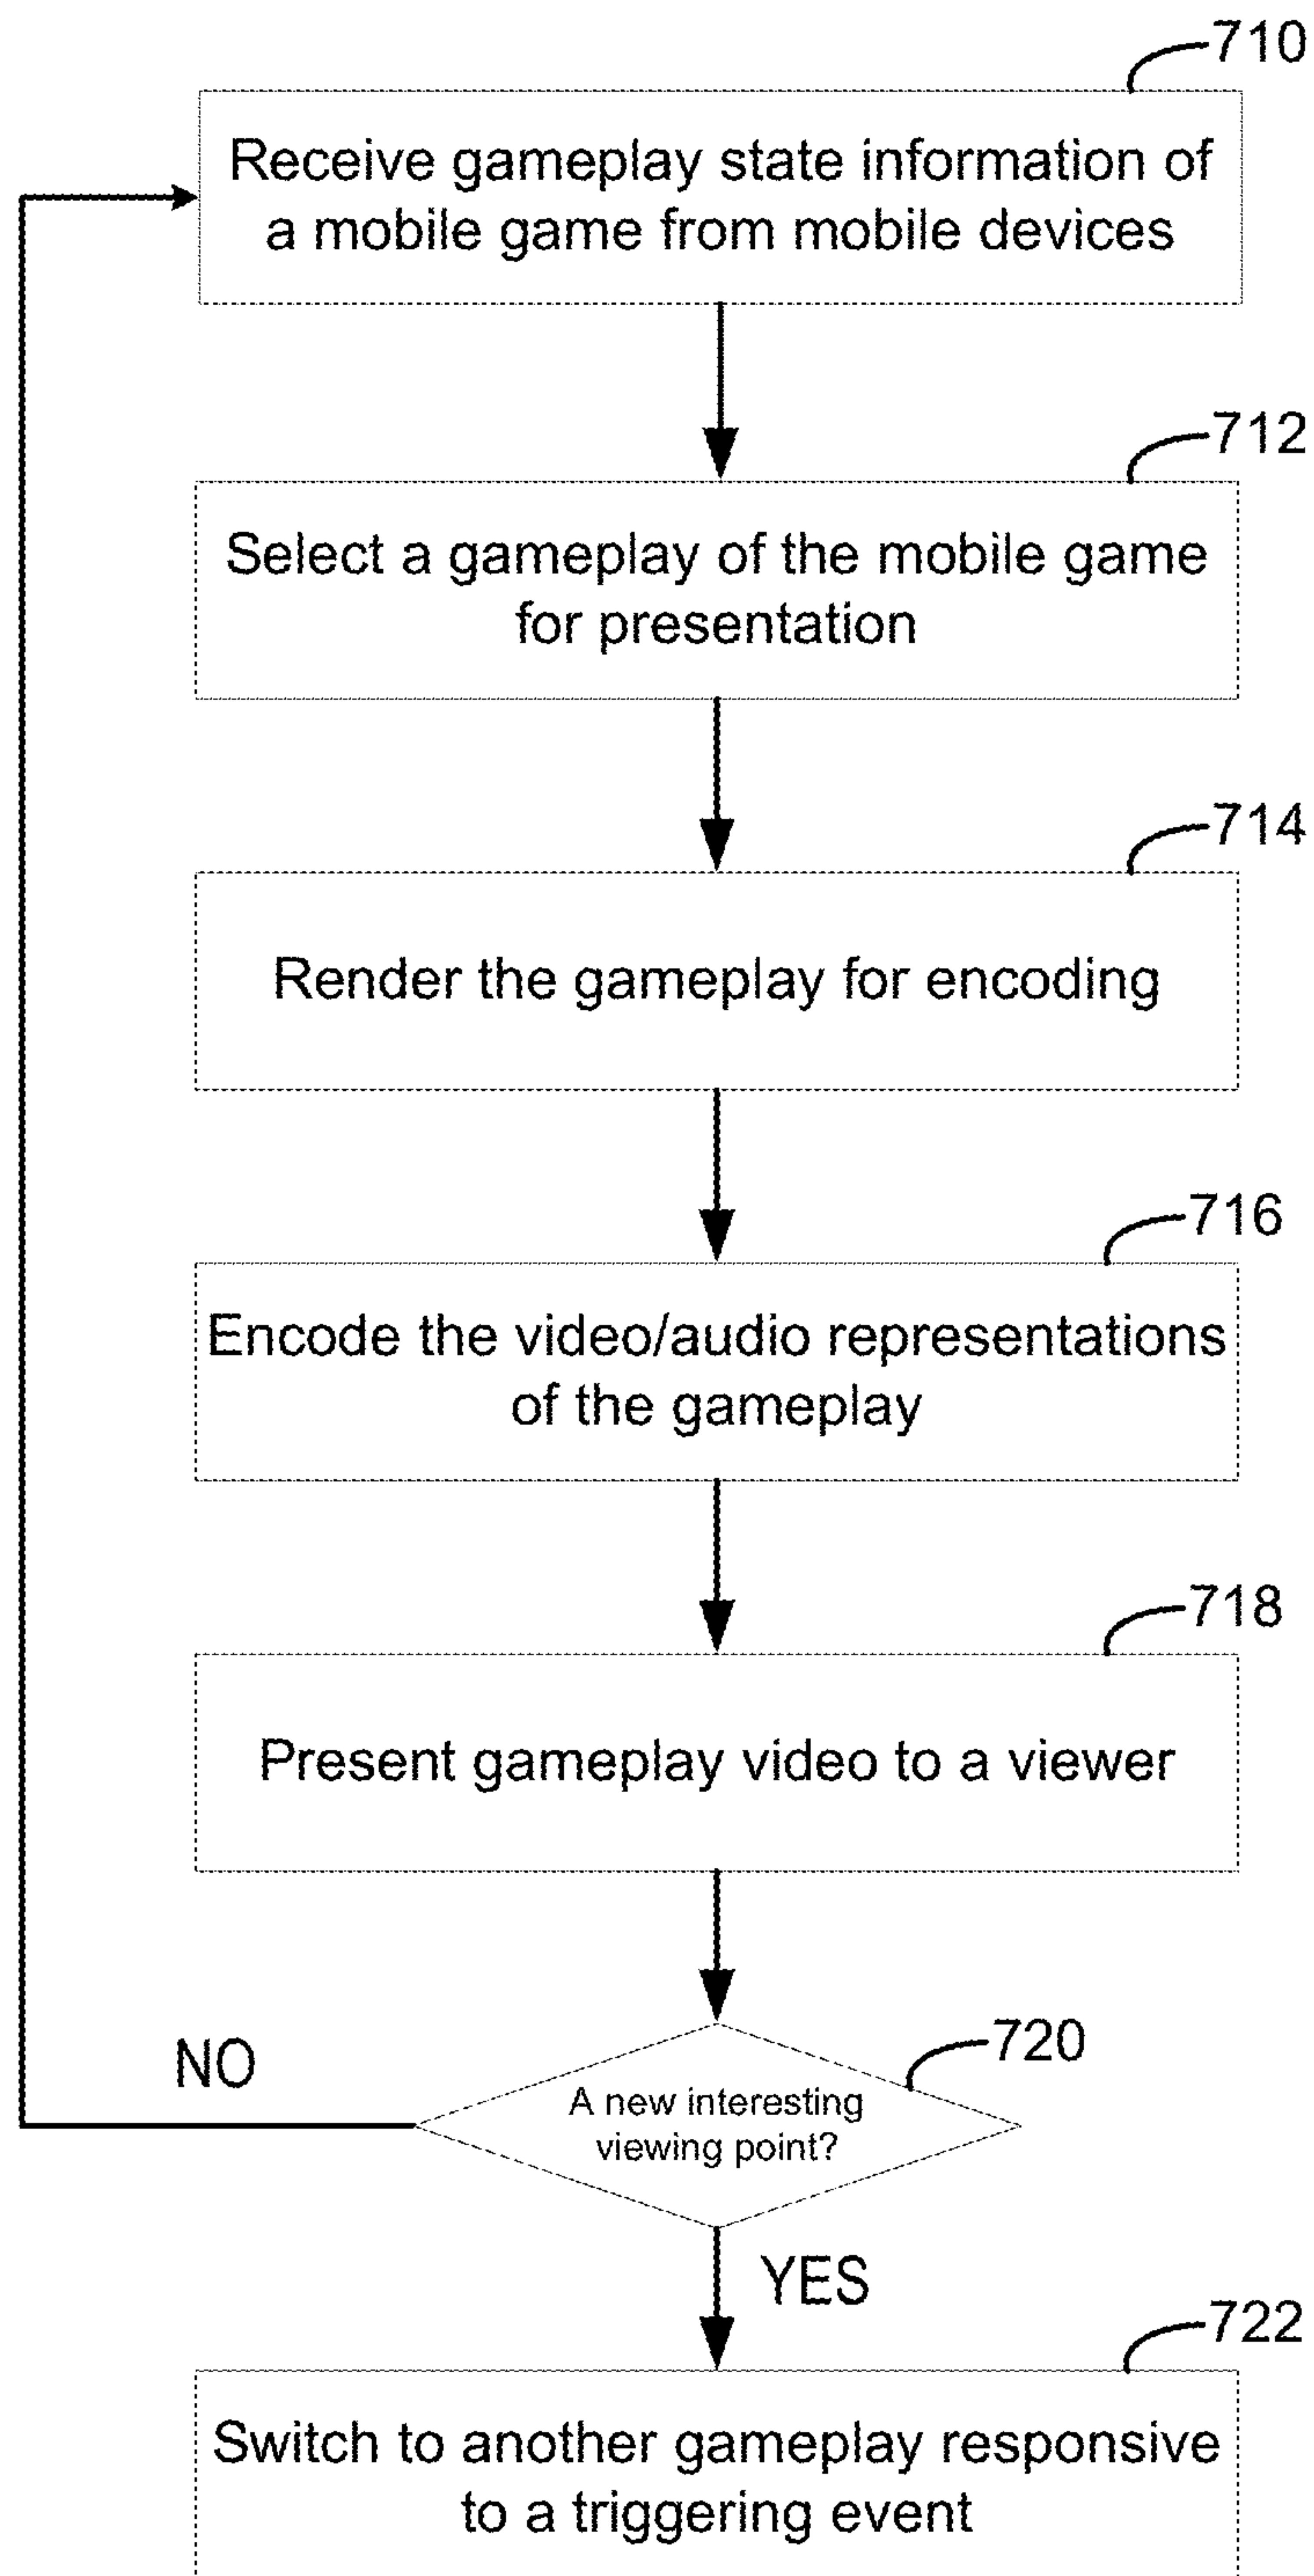 710
Receive gameplay state information of
a mobile game from mobile devices
712
Select a gameplay of the mobile game
for presentation
714
Render the gameplay for encoding
716
Encode the video/audio representations
of the gameplay
718
Present gameplay video to a viewer
720
NO
A new interesting
viewing point?
YES
722
Switch to another gameplay responsive
to a triggering event